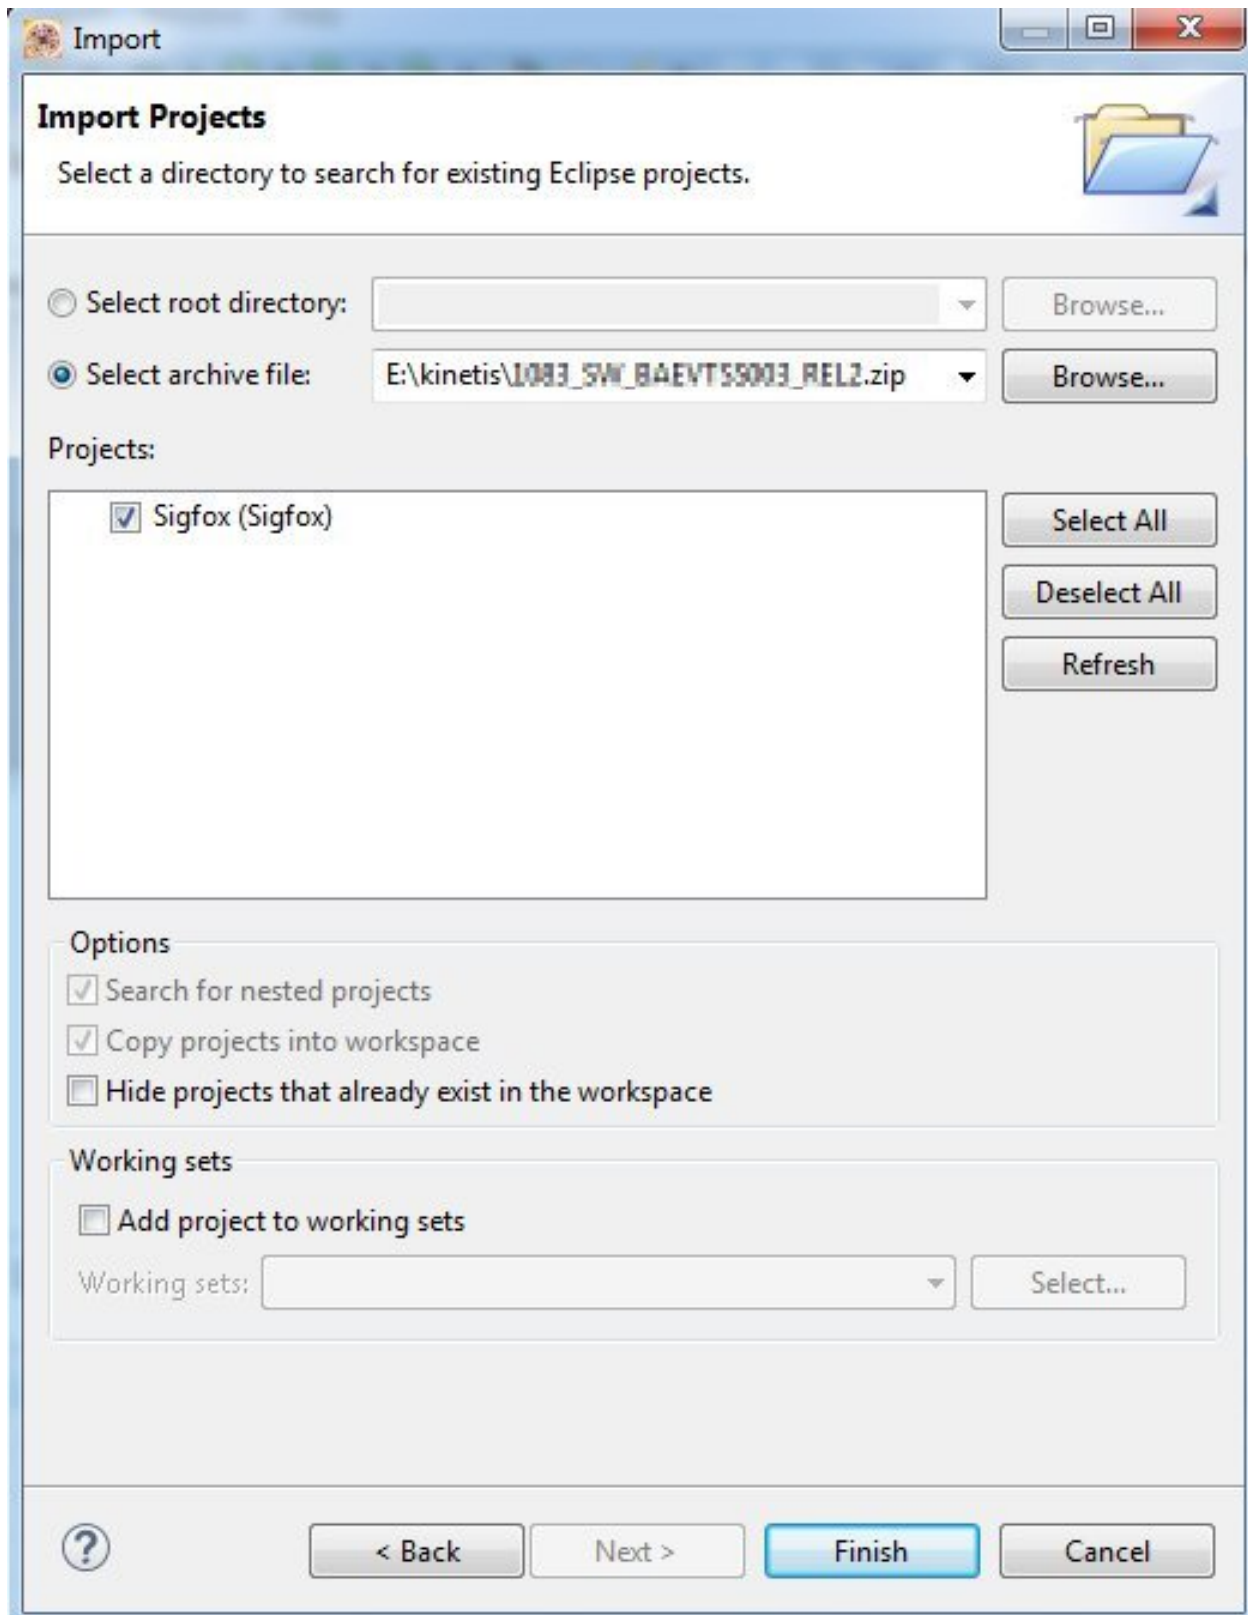 Import
Import Projects
Select a directory to search for existing Eclipse projects.
Select root directory:
Browse...
Select archive file: E:\kinetis\ .zip
Browse...
Projects:
Sigfox (Sigfox)
Select All
Deselect All
Refresh
Options
Search for nested projects
Copy projects into workspace
Hide projects that already exist in the workspace
Working sets
Add project to working sets
Working sets:
Select...
?
< Back
Next >
Finish
Cancel